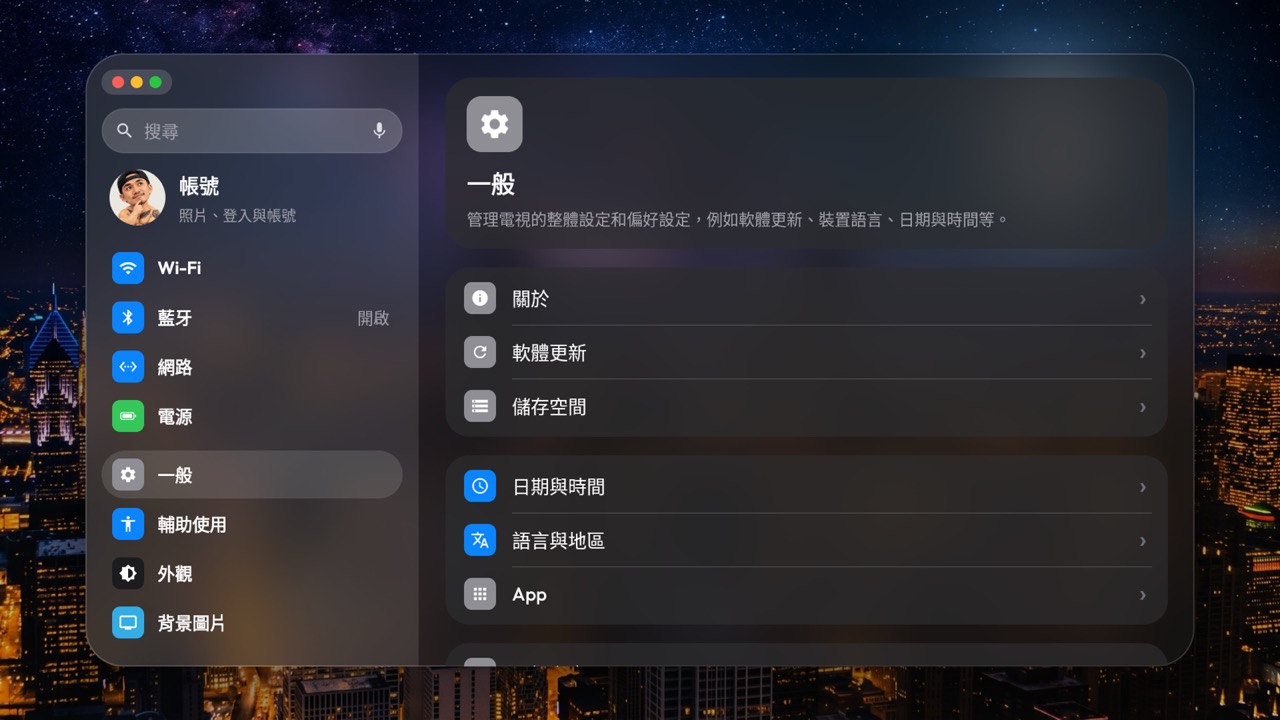 搜尋
帳號
照片、登入與帳號
Wi-Fi
藍牙 開啟
網路
電源
一般
輔助使用
外觀
背景圖片
一般
管理電視的整體設定和偏好設定，例如軟體更新、裝置語言、日期與時間等。
關於
軟體更新
儲存空間
日期與時間
語言與地區
App